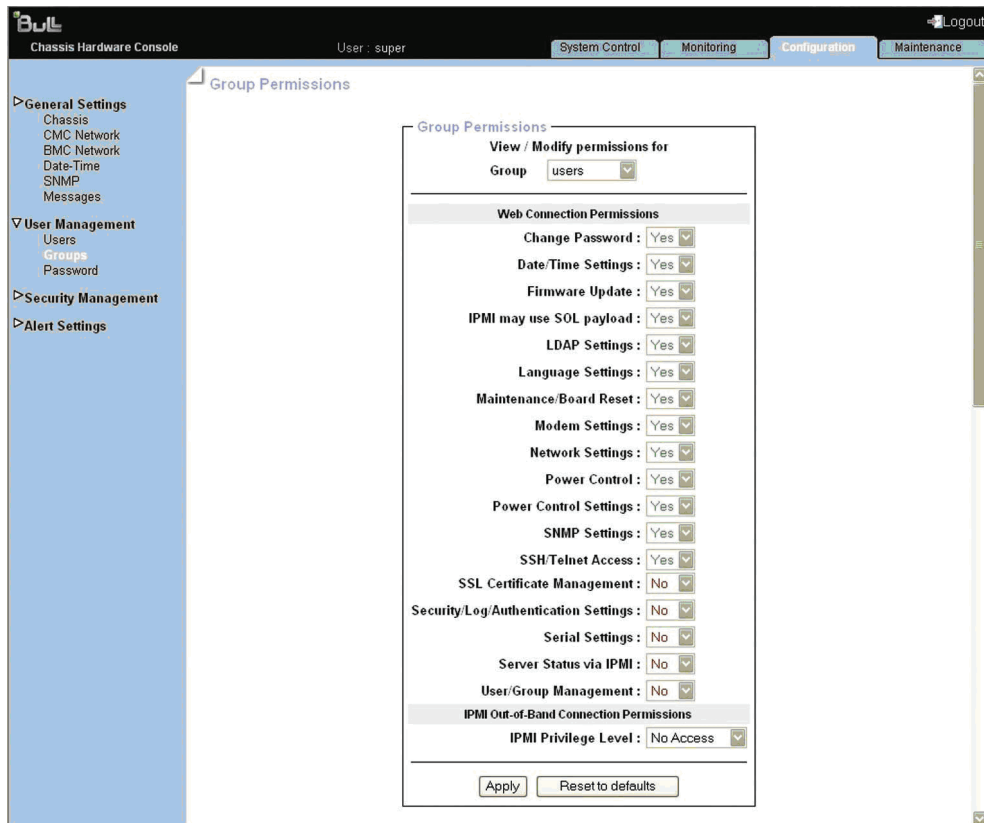 Bull
Logout
Chassis Hardware Console
User : super
System Control
Monitoring
Configuration
Maintenance
General Settings
Chassis
CMC Network
BMC Network
Date-Time
SNMP
Messages
User Management
Users
Groups
Password
Security Management
Alert Settings
Group Permissions
Group Permissions
View / Modify permissions for
Group users
Web Connection Permissions
Change Password : Yes
Date/Time Settings : Yes
Firmware Update : Yes
IPMI may use SOL payload : Yes
LDAP Settings : Yes
Language Settings : Yes
Maintenance/Board Reset : Yes
Modem Settings : Yes
Network Settings : Yes
Power Control : Yes
Power Control Settings : Yes
SNMP Settings : Yes
SSH/Telnet Access : Yes
SSL Certificate Management : No
Security/Log/Authentication Settings : No
Serial Settings : No
Server Status via IPMI : No
User/Group Management : No
IPMI Out-of-Band Connection Permissions
IPMI Privilege Level : No Access
Apply
Reset to defaults